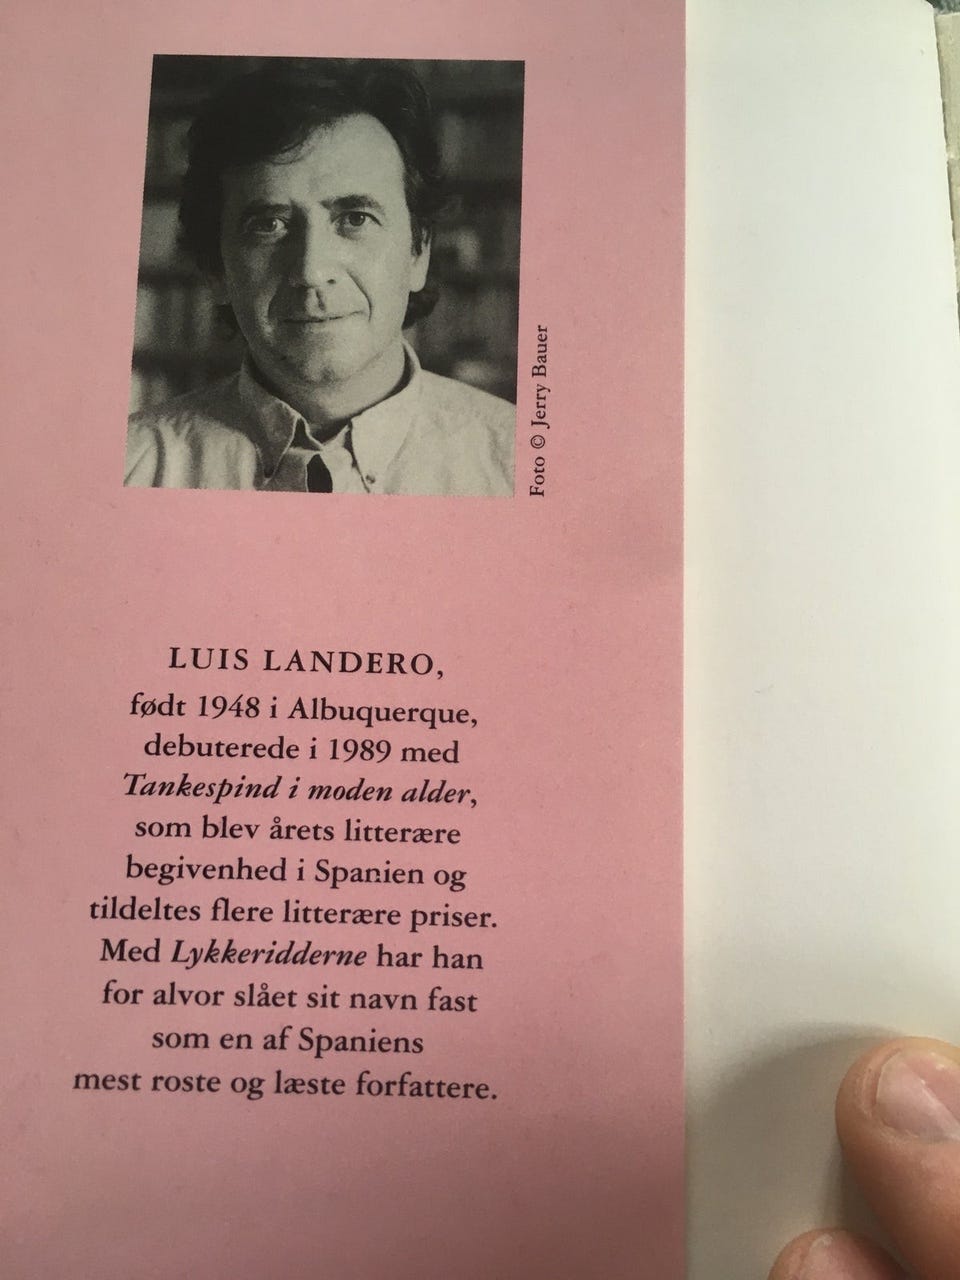 Foto © Jerry Bauer
LUIS LANDERO,
født 1948 i Albuquerque,
debuterede i 1989 med
Tankespind i moden alder,
som blev årets litterære
begivenhed i Spanien og
tildeltes flere litterære priser.
Med Lykkeridderne har han
for alvor slået sit navn fast
som en af Spaniens
mest roste og læste forfattere.